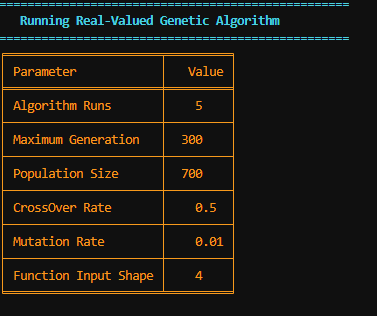 Running Real-Valued Genetic Algorithm
Parameter Value
Algorithm Runs 5
Maximum Generation 300
Population Size 700
CrossOver Rate 0.5
Mutation Rate 0.01
Function Input Shape 4